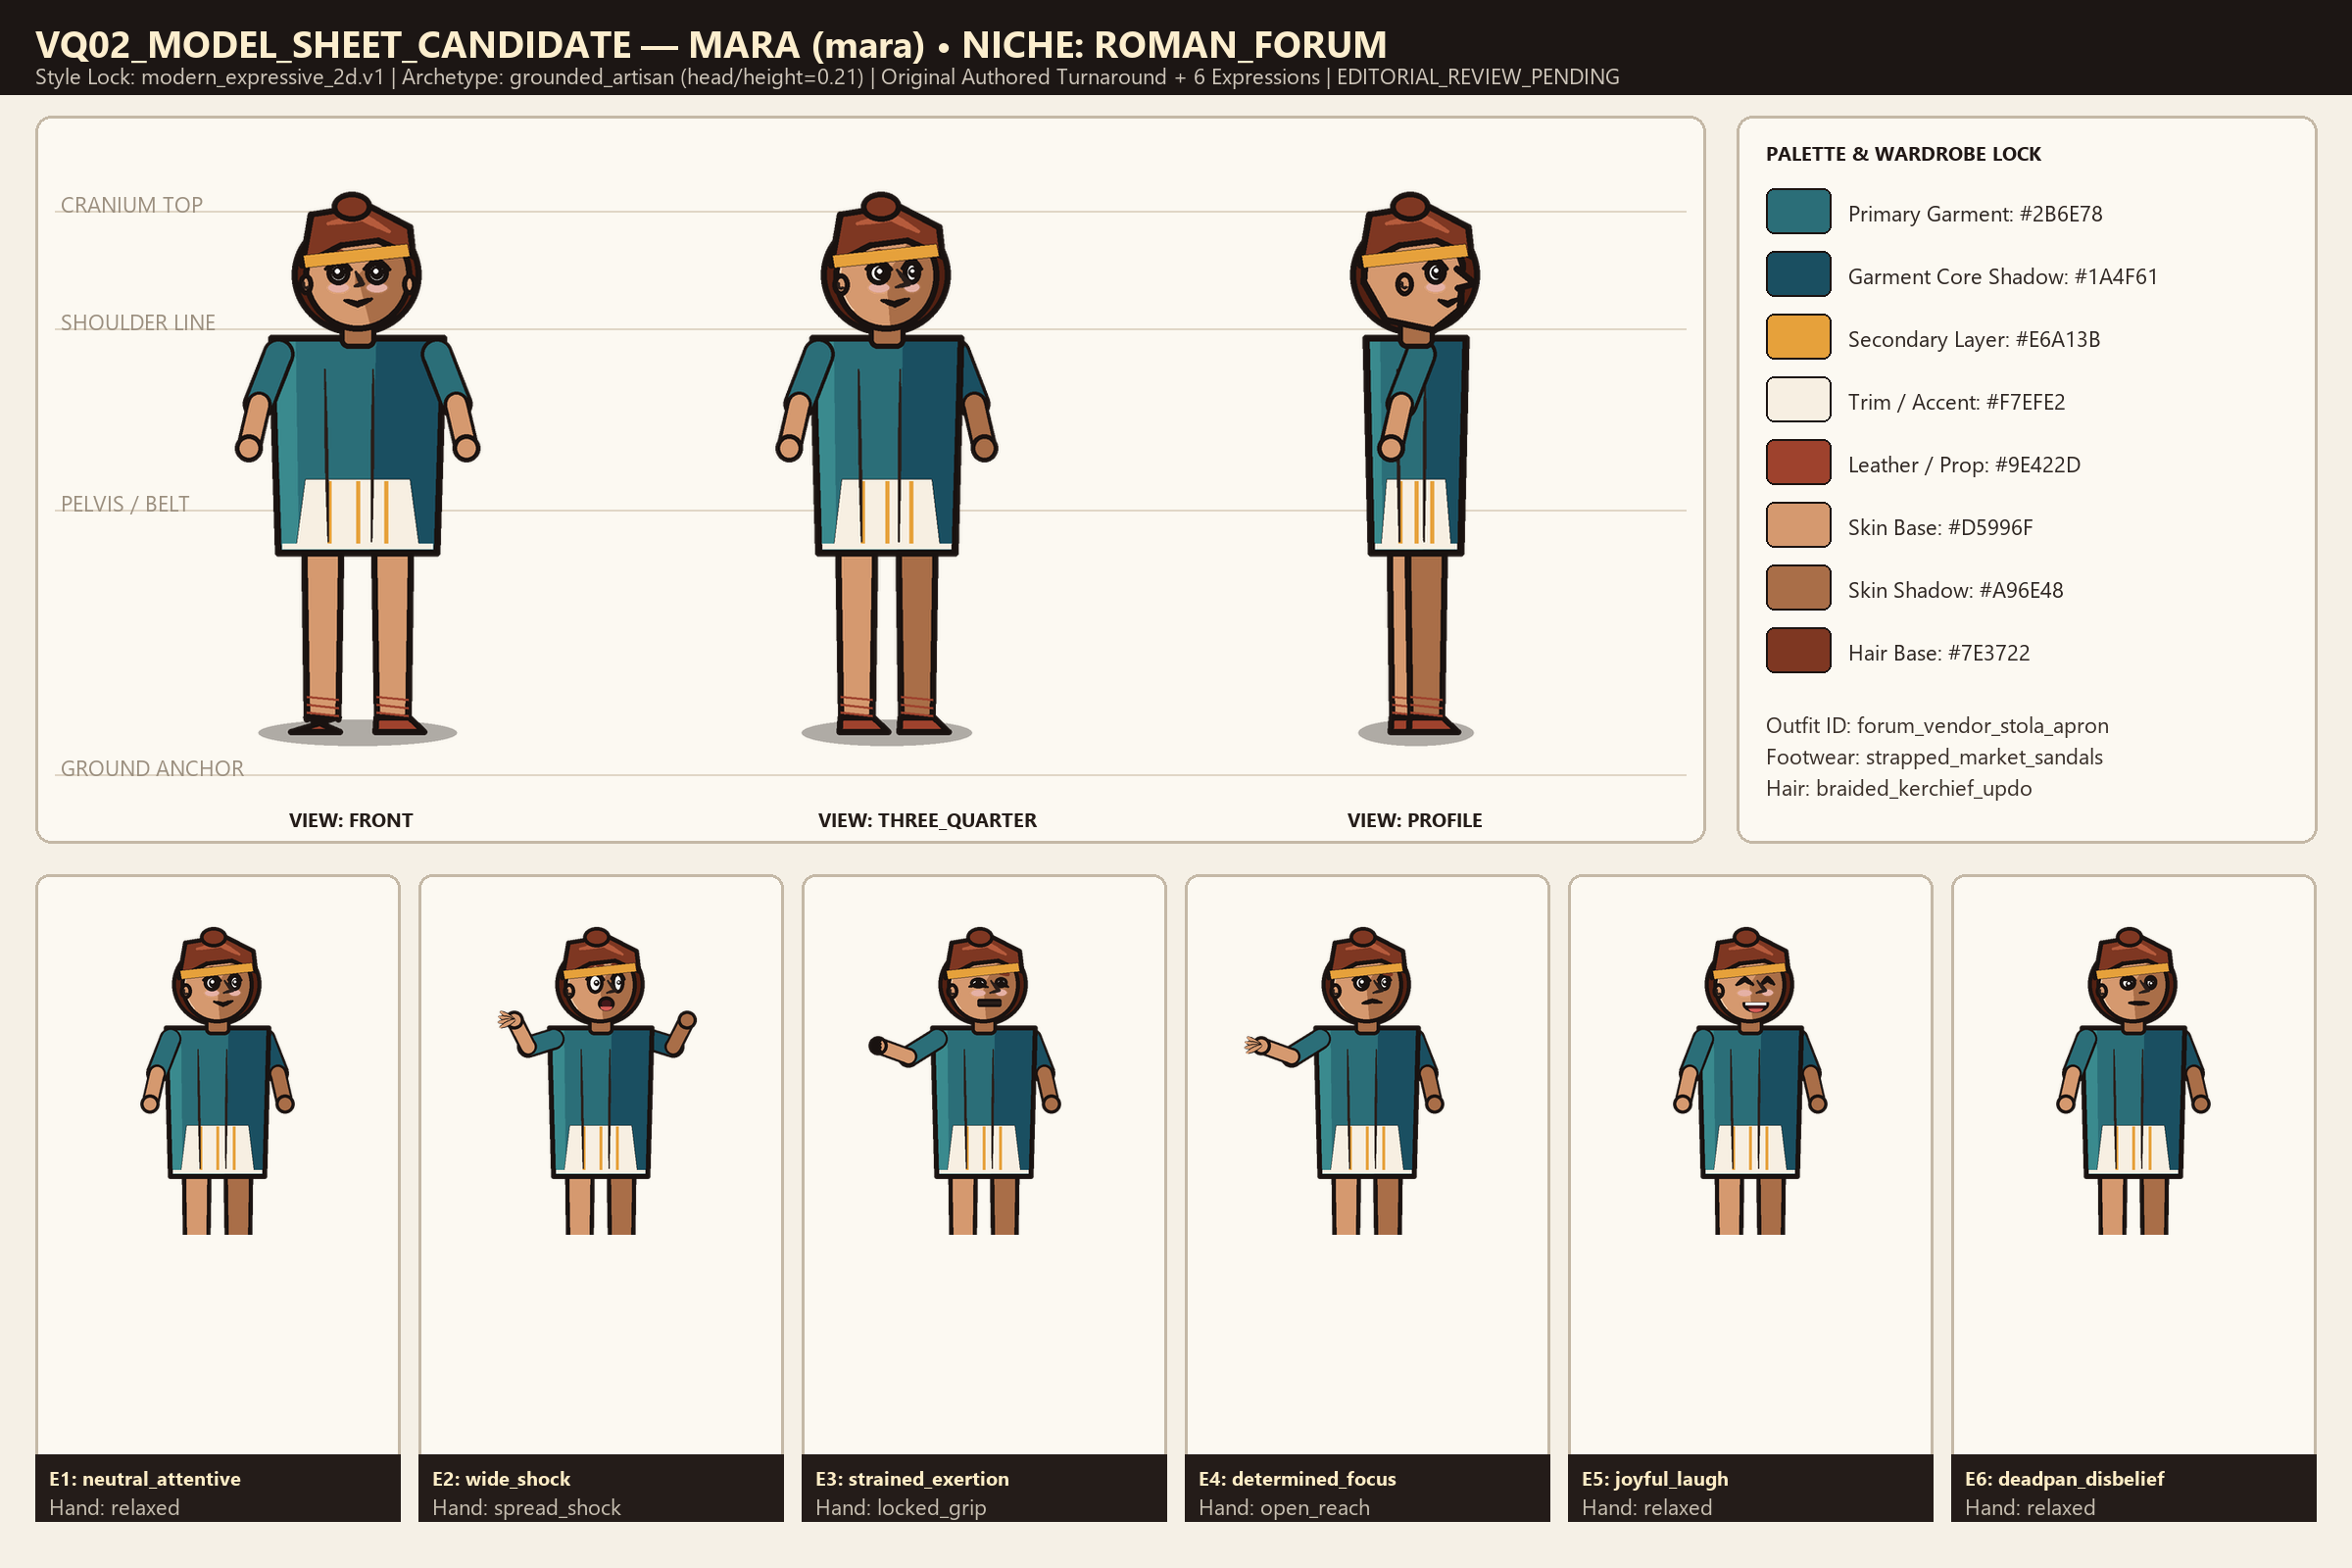 VQ02_MODEL_SHEET_CANDIDATE — MARA (mara) • NICHE: ROMAN_FORUM
Style Lock: modern_expressive_2d.v1 | Archetype: grounded_artisan (head/height=0.21) | Original Authored Turnaround + 6 Expressions | EDITORIAL_REVIEW_PENDING
CRANIUM TOP
SHOULDER LINE
PELVIS / BELT
GROUND ANCHOR
VIEW: FRONT
VIEW: THREE_QUARTER
VIEW: PROFILE
PALETTE & WARDROBE LOCK
Primary Garment: #2B6E78
Garment Core Shadow: #1A4F61
Secondary Layer: #E6A13B
Trim / Accent: #F7EFE2
Leather / Prop: #9E422D
Skin Base: #D5996F
Skin Shadow: #A96E48
Hair Base: #7E3722
Outfit ID: forum_vendor_stola_apron
Footwear: strapped_market_sandals
Hair: braided_kerchief_updo
E1: neutral_attentive
Hand: relaxed
E2: wide_shock
Hand: spread_shock
E3: strained_exertion
Hand: locked_grip
E4: determined_focus
Hand: open_reach
E5: joyful_laugh
Hand: relaxed
E6: deadpan_disbelief
Hand: relaxed